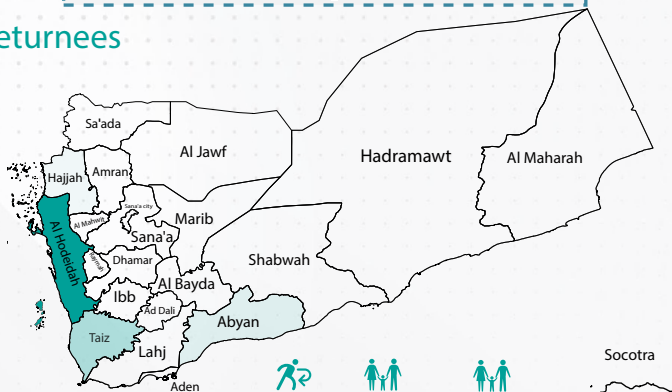 eturnees
Sa'ada
Al Jawf
Hadramawt
Al Maharah
Hajjah
Amran
Sana'a city
Marib
Al Mahwit
Sana'a
Al Hodeidah
Raymah
Dhamar
Shabwah
Al Bayda
Ibb
Ad Dali
Abyan
Taiz
Lahj
Socotra
Aden